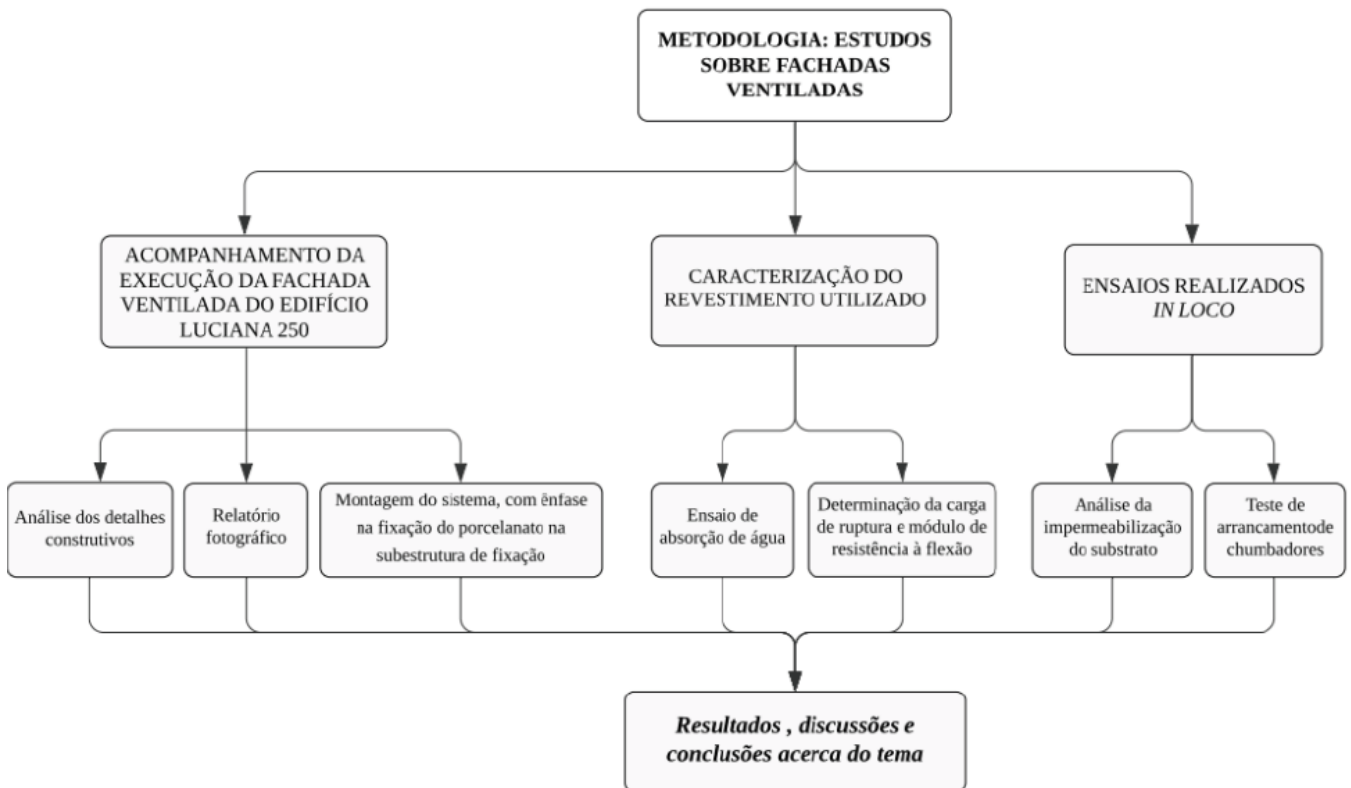 METODOLOGIA: ESTUDOS
SOBRE FACHADAS
VENTILADAS
ACOMPANHAMENTO DA
EXECUÇÃO DA FACHADA
VENTILADA DO EDIFÍCIO
LUCIANA 250
CARACTERIZAÇÃO DO
REVESTIMENTO UTILIZADO
ENSAIOS REALIZADOS
IN LOCO
Análise dos detalhes
construtivos
Relatório
fotográfico
Montagem do sistema, com ênfase
na fixação do porcelanato na
subestrutura de fixação
Ensaio de
absorção de água
Determinação da carga
de ruptura e módulo de
resistência à flexão
Análise da
impermeabilização
do substrato
Teste de
arrancamentode
chumbadores
Resultados , discussões e
conclusões acerca do tema